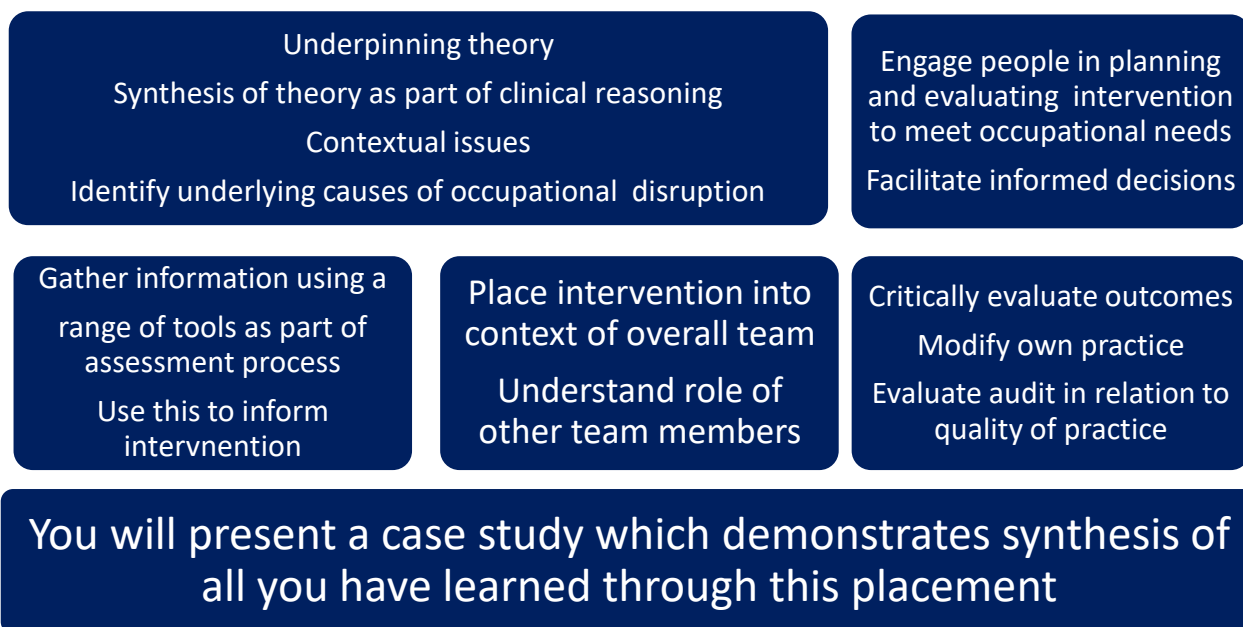 Underpinning theory
Synthesis of theory as part of clinical reasoning
Contextual issues
Identify underlying causes of occupational disruption
Engage people in planning
and evaluating intervention
to meet occupational needs
Facilitate informed decisions
Gather information using a
range of tools as part of
assessment process
Use this to inform
intervnention
Place intervention into
context of overall team
Understand role of
other team members
Critically evaluate outcomes
Modify own practice
Evaluate audit in relation to
quality of practice
You will present a case study which demonstrates synthesis of
all you have learned through this placement